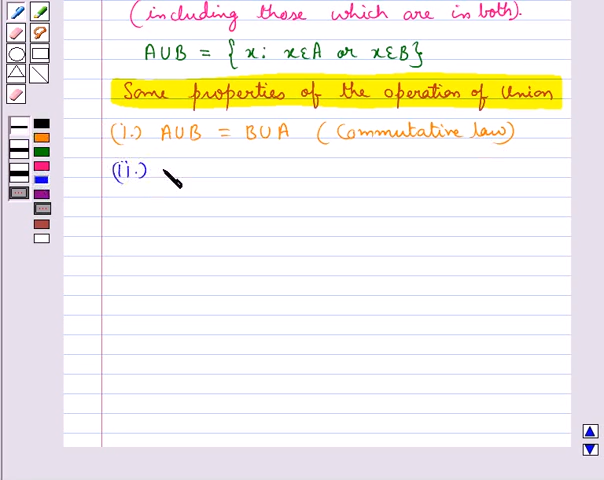 (including those which are in both).
A∪B = { x: x∈A or x∈B}
Some properties of the operation of Union
(i.) A∪B = B∪A (Commutative law)
(ii.)